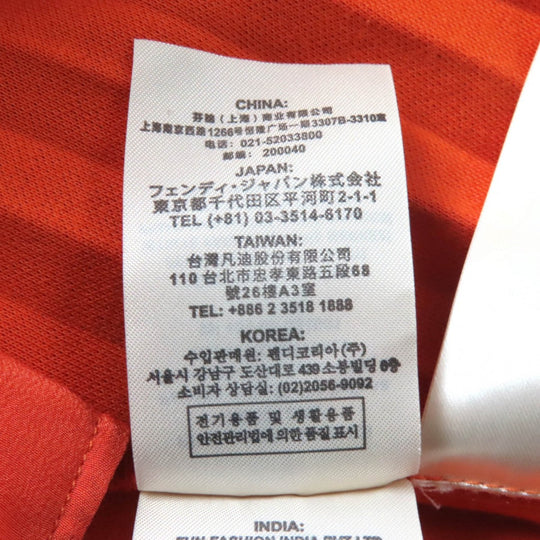 CHINA:
芬迪（上海）商业有限公司
上海南京西路1266号恒隆广场一期3307B-3310室
电话: 021-52033800
邮编: 200040
JAPAN:
フェンディ・ジャパン株式会社
東京都千代田区平河町2-1-1
TEL (+81) 03-3514-6170
TAIWAN:
台灣凡迪股份有限公司
110 台北市忠孝東路五段68
號26樓A3室
TEL: +886 2 3518 1888
KOREA:
수입판매원: 펜디코리아(주)
서울시 강남구 도산대로 439 소봉빌딩 6층
소비자 상담실: (02)2056-9092
전기용품 및 생활용품
안전관리법에 의한 품질 표시
INDIA:
FUN FASHION INDIA PVT LTD